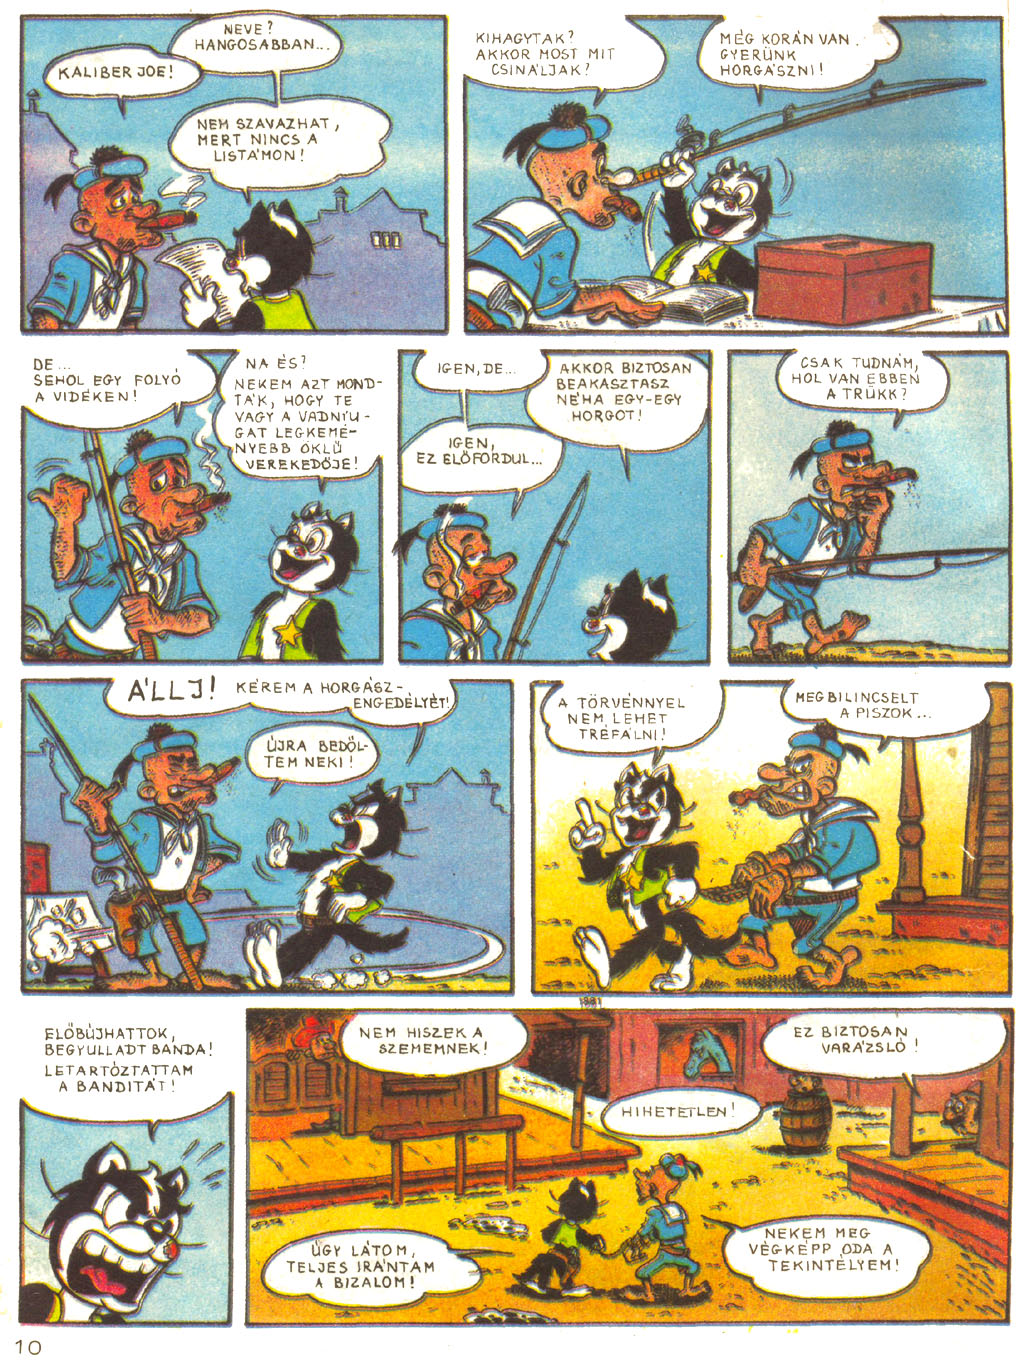 NEVE?
HANGOSABBAN...
KALIBER JOE!
NEM SZAVAZHAT,
MERT NINCS A
LISTÁMON!
KIHAGYTAK?
AKKOR MOST MIT
CSINÁLJAK?
MÉG KORÁN VAN.
GYERÜNK
HORGÁSZNI!
DE...
SEHOL EGY FOLYÓ
A VIDÉKEN!
NA ÉS?
NEKEM AZT MOND-
TÁK, HOGY TE
VAGY A VADNYU-
GAT LEGKEMÉ-
NYEBB ÖKLŰ
VEREKEDŐJE!
IGEN, DE...
AKKOR BIZTOSAN
BEAKASZTASZ
NÉHA EGY-EGY
HORGOT!
IGEN,
EZ ELŐFORDUL...
CSAK TUDNÁM,
HOL VAN EBBEN
A TRÜKK?
ÁLLJ! KÉREM A HORGÁSZ-
ENGEDÉLYÉT!
ÚJRA BEDŐL-
TEM NEKI!
A TÖRVÉNNYEL
NEM LEHET
TRÉFÁLNI!
MEGBILINCSELT
A PISZOK...
ELŐBÚJHATTOK,
BEGYULLADT BANDA!
LETARTÓZTATTAM
A BANDITÁT!
NEM HISZEK A
SZEMEMNEK!
EZ BIZTOSAN
VARÁZSLÓ!
HIHETETLEN!
ÚGY LÁTOM,
TELJES IRÁNTAM
A BIZALOM!
NEKEM MEG
VÉGKÉPP ODA A
TEKINTÉLYEM!
10